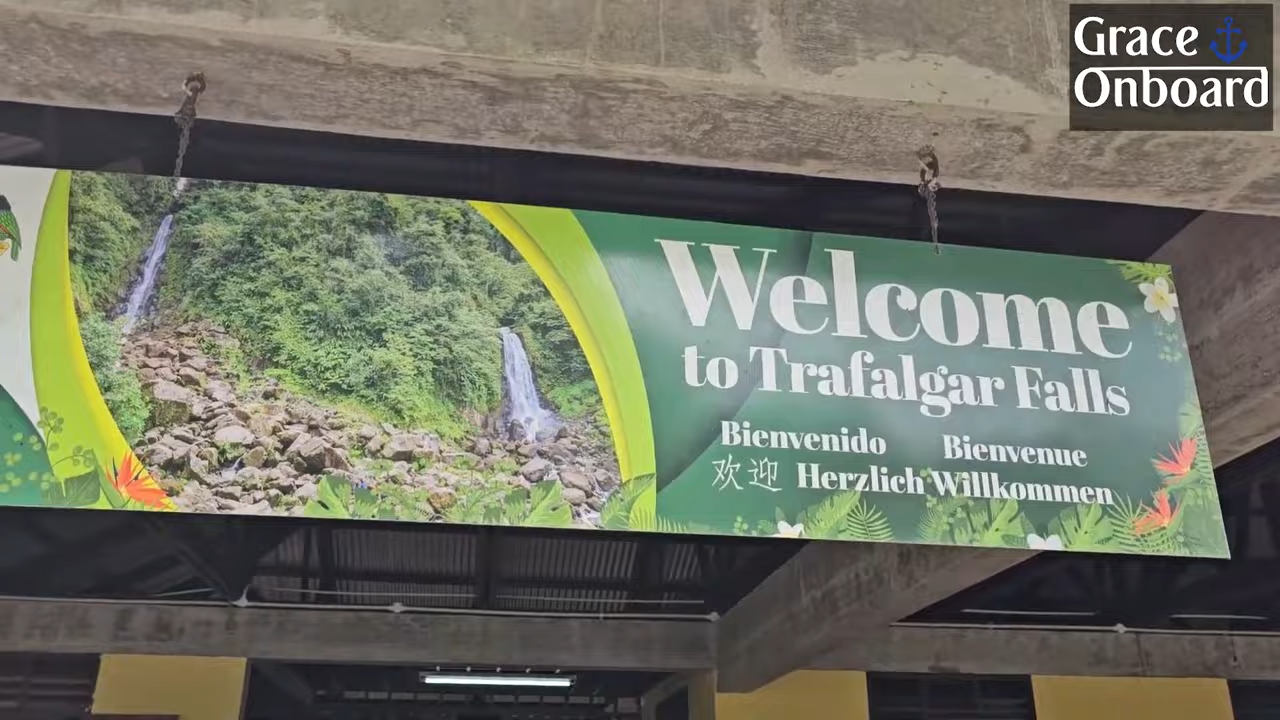 Grace
Onboard
Welcome
to Trafalgar Falls
Bienvenido Bienvenue
欢迎 Herzlich Willkommen